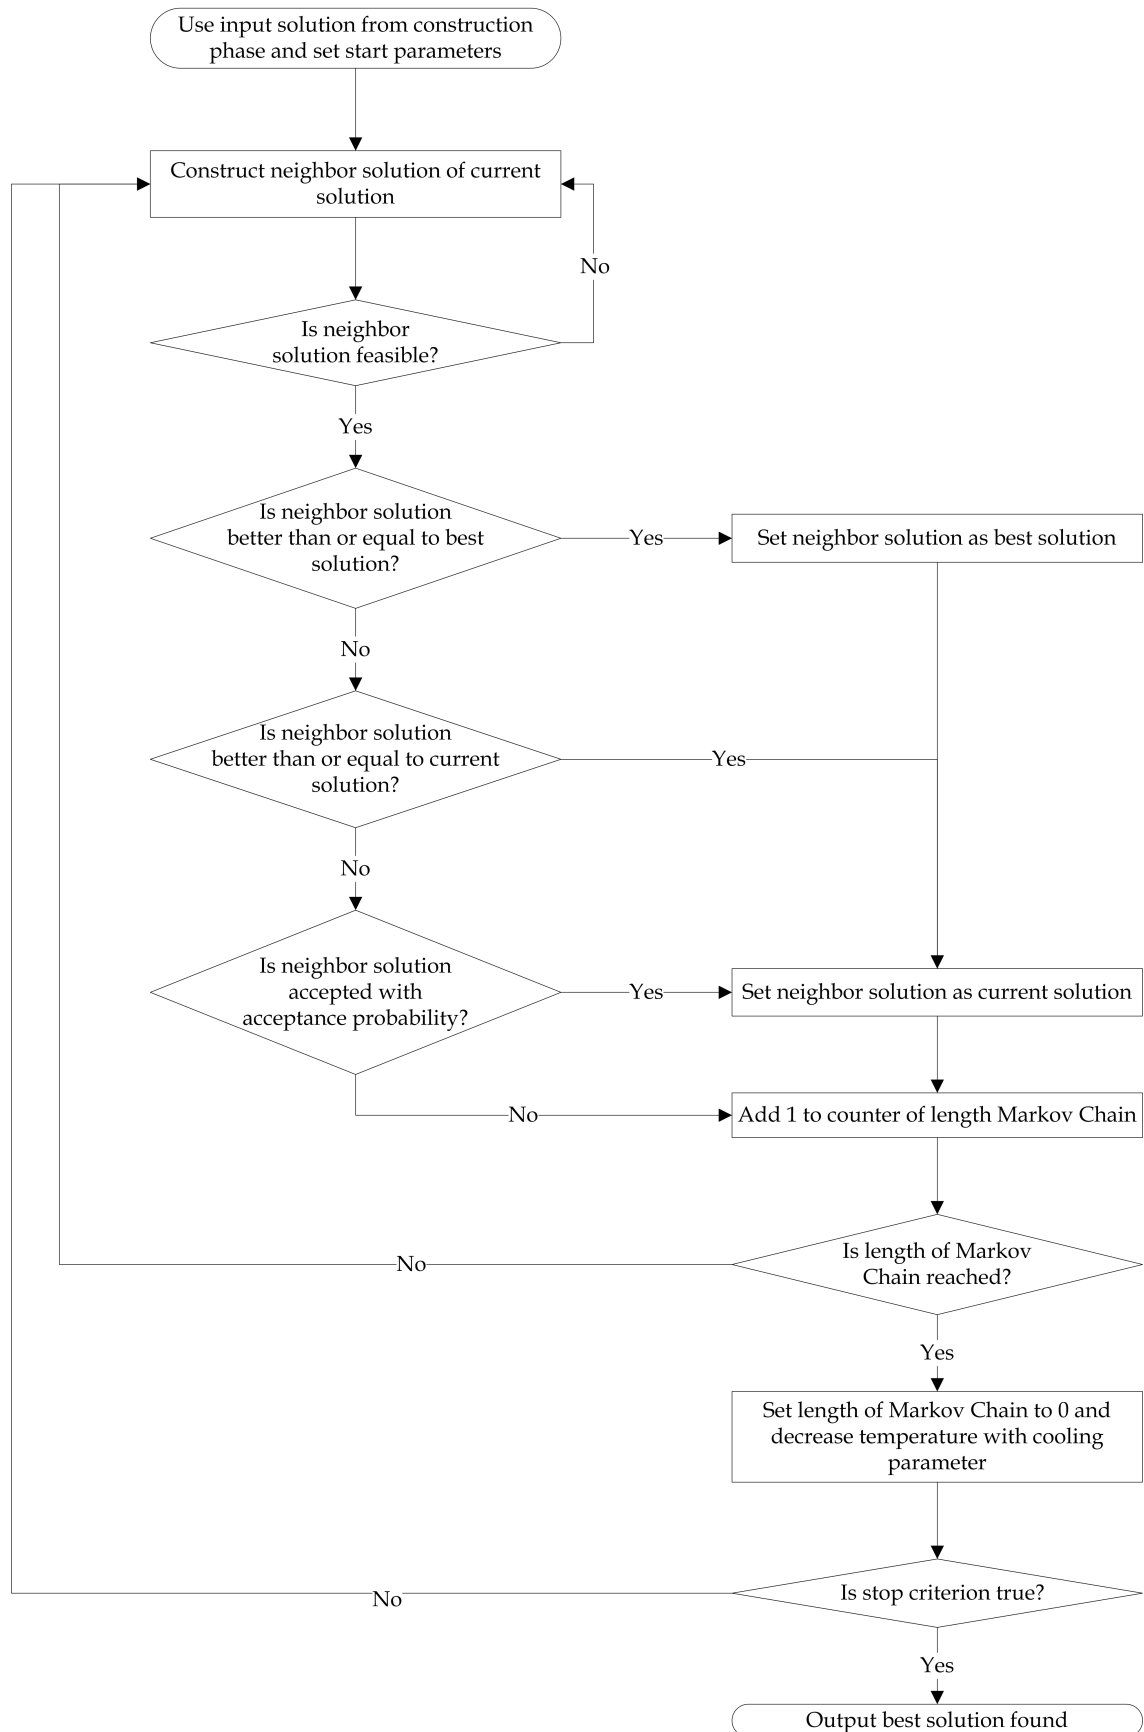 Use input solution from construction
phase and set start parameters
Construct neighbor solution of current
solution
No
Is neighbor
solution feasible?
Yes
Is neighbor solution
better than or equal to best
solution?
Yes
Set neighbor solution as best solution
No
Is neighbor solution
better than or equal to current
solution?
Yes
No
Is neighbor solution
accepted with
acceptance probability?
Yes
Set neighbor solution as current solution
No
Add 1 to counter of length Markov Chain
Is length of Markov
Chain reached?
No
Yes
Set length of Markov Chain to 0 and
decrease temperature with cooling
parameter
Is stop criterion true?
No
Yes
Output best solution found